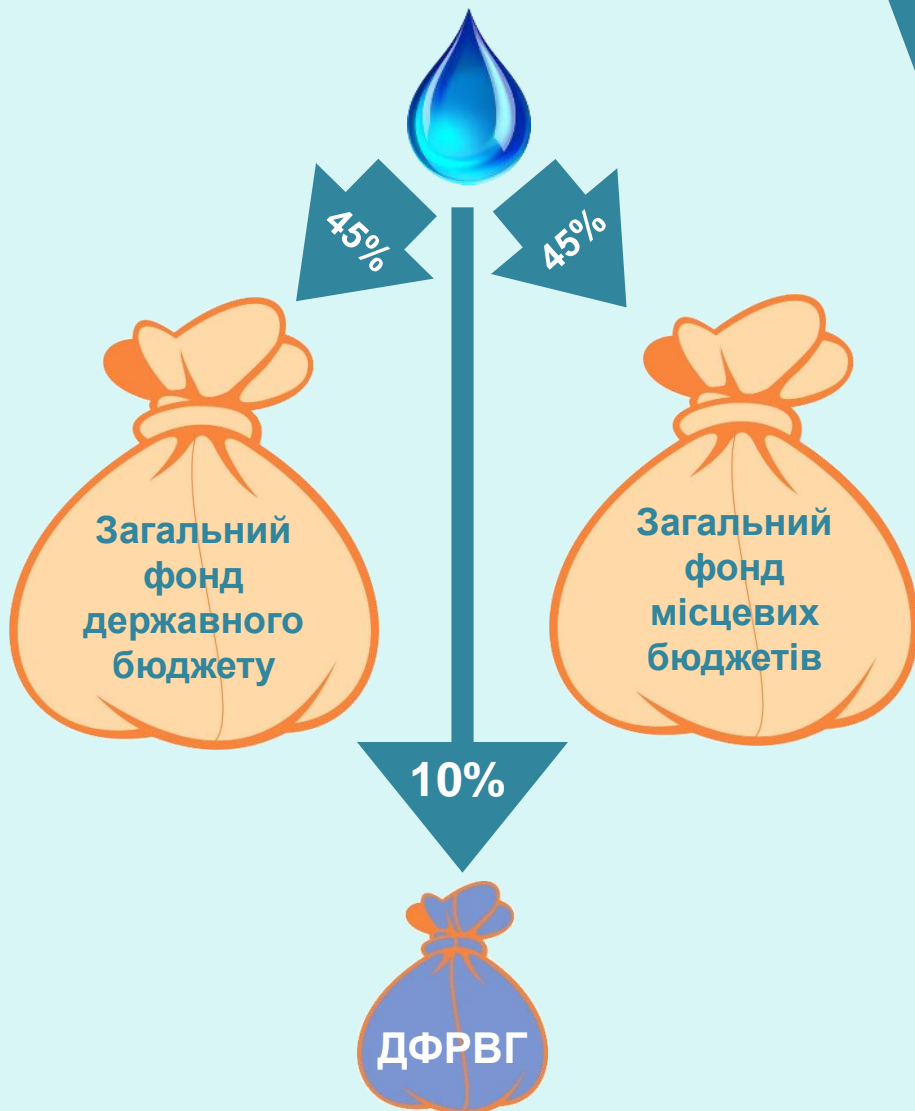 45%
45%
Загальний
фонд
державного
бюджету
Загальний
фонд
місцевих
бюджетів
10%
ДФРВГ